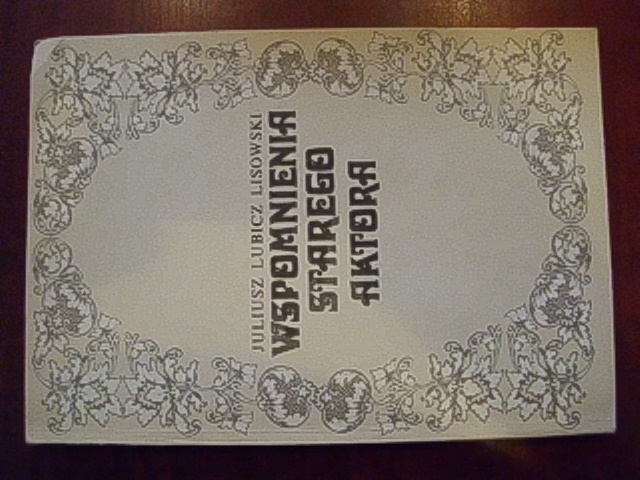 JULIUSZ LUBICZ LISOWSKI
WSPOMNIENIA
STAREGO
AKTORA